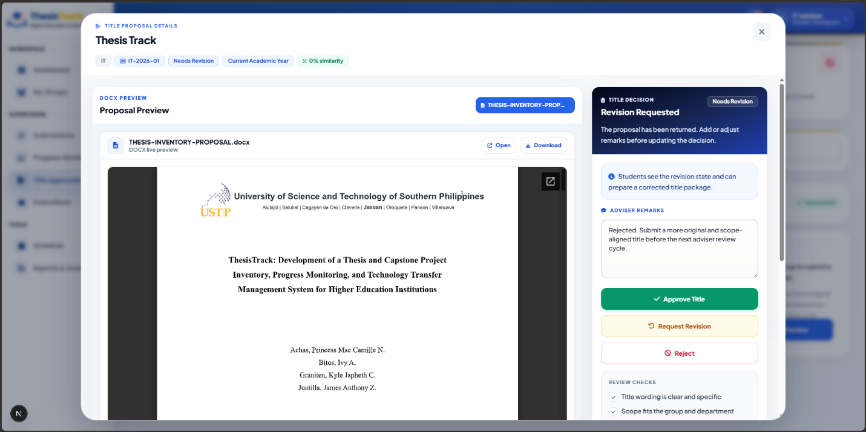 TITLE PROPOSAL DETAILS
Thesis Track
IT
IT-2026-01
Needs Revision
Current Academic Year
0% similarity
DOCX PREVIEW
Proposal Preview
THESIS-INVENTORY-PROP...
THESIS-INVENTORY-PROPOSAL.docx
DOCX live preview
Open
Download
University of Science and Technology of Southern Philippines
Alubijid | Balubal | Cagayan de Oro | Claveria | Jasaan | Oroquieta | Panaon | Villanueva
USTP
ThesisTrack: Development of a Thesis and Capstone Project
Inventory, Progress Monitoring, and Technology Transfer
Management System for Higher Education Institutions
Achas, Princess Mae Camille N.
Bitos, Ivy A.
Graniten, Kyle Japheth C.
Juntilla, James Anthony Z.
TITLE DECISION
Needs Revision
Revision Requested
The proposal has been returned. Add or adjust
remarks before updating the decision.
Students see the revision state and can
prepare a corrected title package.
ADVISER REMARKS
Rejected. Submit a more original and scope-
aligned title before the next adviser review
cycle.
Approve Title
Request Revision
Reject
REVIEW CHECKS
Title wording is clear and specific
Scope fits the group and department
N